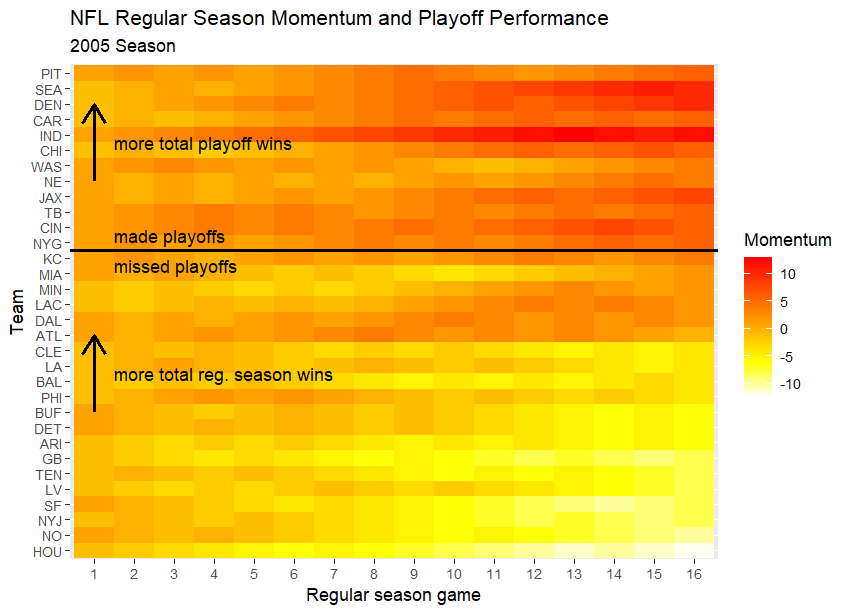 NFL Regular Season Momentum and Playoff Performance
2005 Season
Team
PIT
SEA
DEN
CAR
IND
CHI
WAS
NE
JAX
TB
CIN
NYG
KC
MIA
MIN
LAC
DAL
ATL
CLE
LA
BAL
PHI
BUF
DET
ARI
GB
TEN
LV
SF
NYJ
NO
HOU
more total playoff wins
made playoffs
missed playoffs
more total reg. season wins
1 2 3 4 5 6 7 8 9 10 11 12 13 14 15 16
Regular season game
Momentum
10
5
0
-5
-10